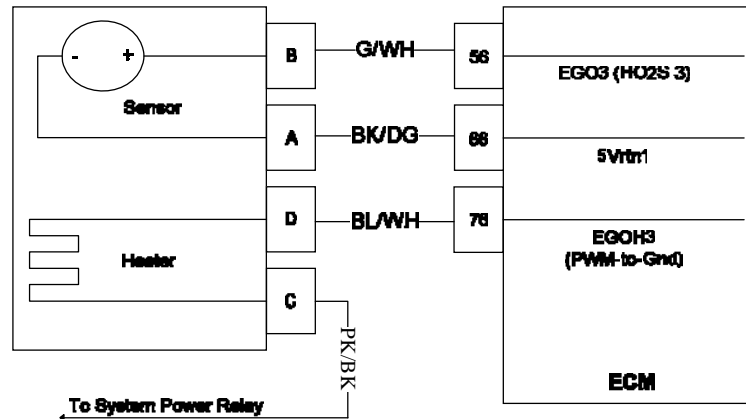 - +
Sensor
B
G/WH
56
EGO3 (HO2S 3)
A
BK/DG
66
5Vrtn1
D
BL/WH
76
EGOH3
(PWM-to-Gnd)
Heater
C
PK/BK
To System Power Relay
ECM